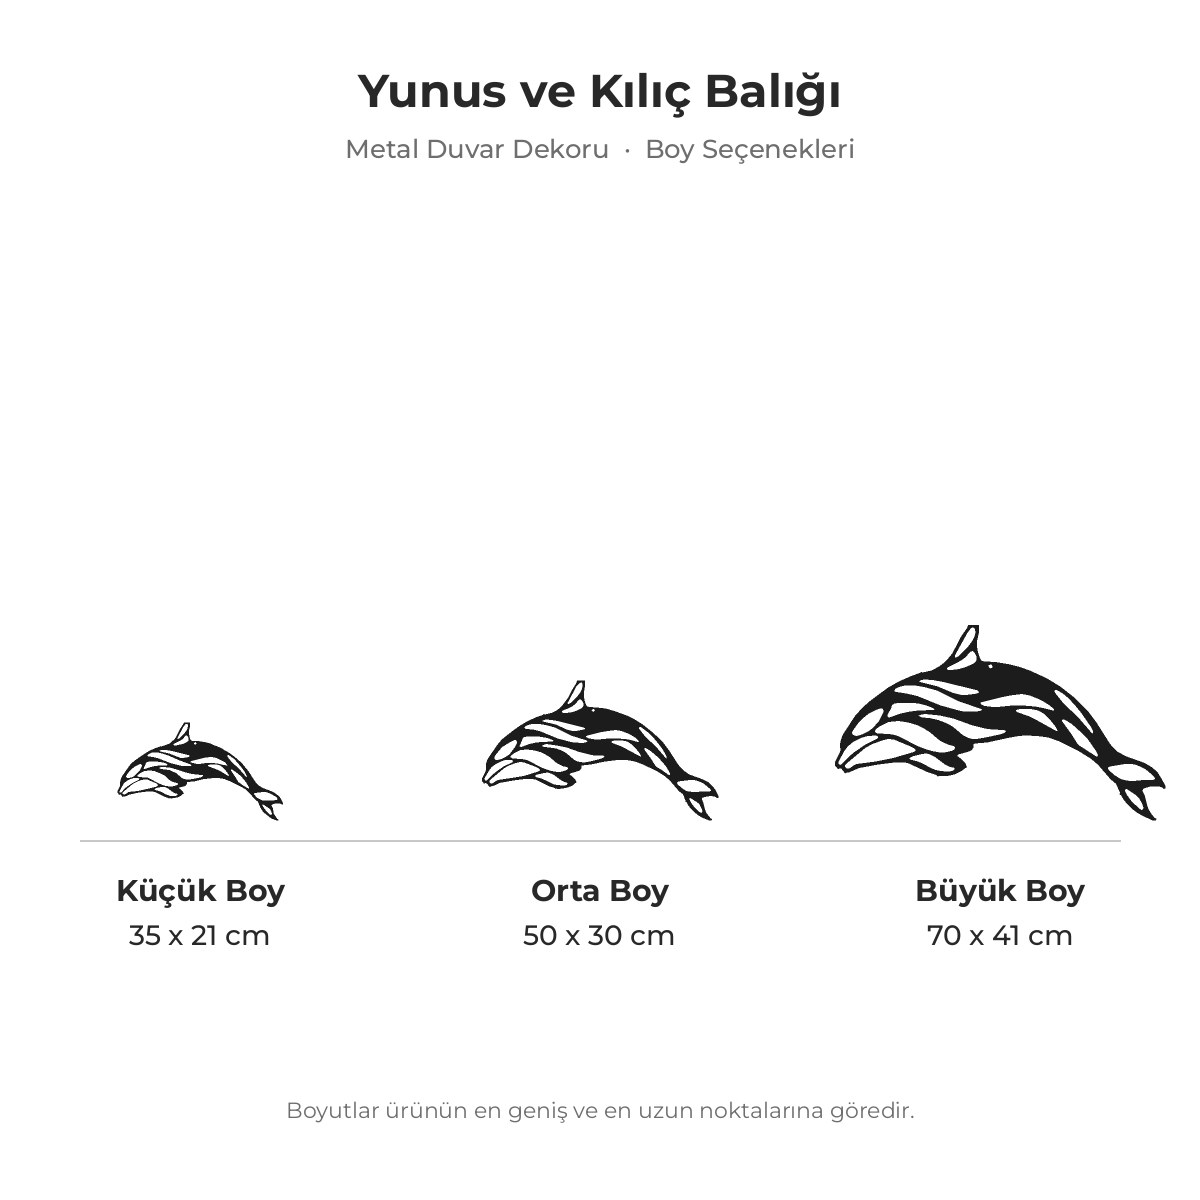 Yunus ve Kılıç Balığı
Metal Duvar Dekoru · Boy Seçenekleri
Küçük Boy
35 x 21 cm
Orta Boy
50 x 30 cm
Büyük Boy
70 x 41 cm
Boyutlar ürünün en geniş ve en uzun noktalarına göredir.